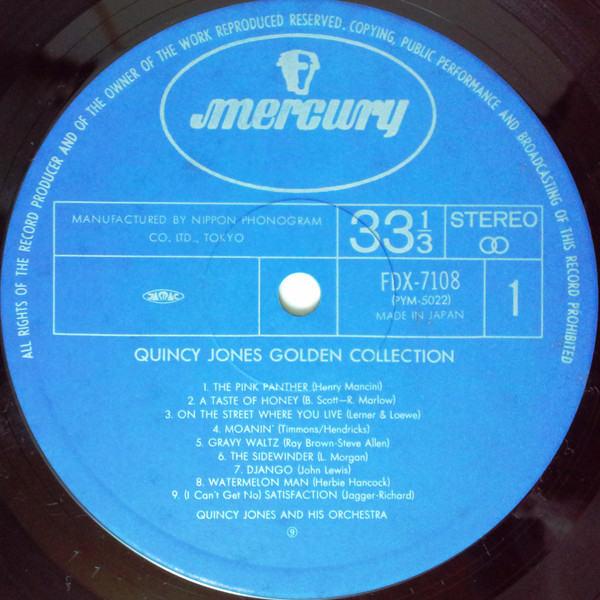 ALL RIGHTS OF THE RECORD PRODUCER AND OF THE OWNER OF THE WORK REPRODUCED RESERVED. COPYING, PUBLIC PERFORMANCE AND BROADCASTING OF THIS RECORD PROHIBITED
mercury
MANUFACTURED BY NIPPON PHONOGRAM
CO. LTD., TOKYO
33 1/3
STEREO
FDX-7108
(PYM-5022)
MADE IN JAPAN
1
QUINCY JONES GOLDEN COLLECTION
1. THE PINK PANTHER (Henry Mancini)
2. A TASTE OF HONEY (B. Scott—R. Marlow)
3. ON THE STREET WHERE YOU LIVE (Lerner & Loewe)
4. MOANIN' (Timmons/Hendricks)
5. GRAVY WALTZ (Ray Brown-Steve Allen)
6. THE SIDEWINDER (L. Morgan)
7. DJANGO (John Lewis)
8. WATERMELON MAN (Herbie Hancock)
9. (I Can't Get No) SATISFACTION (Jagger-Richard)
QUINCY JONES AND HIS ORCHESTRA